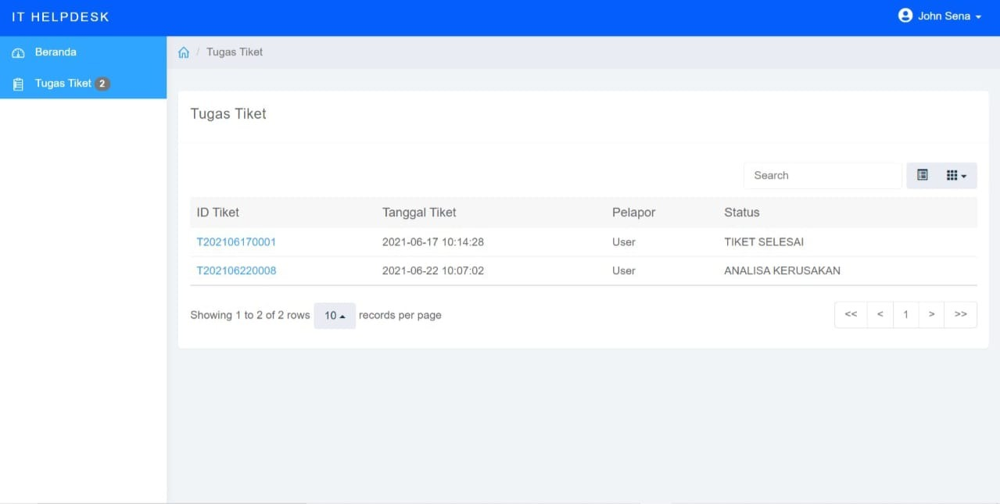 IT HELPDESK
John Sena
Beranda
Tugas Tiket 2
/ Tugas Tiket
Tugas Tiket
Search
ID Tiket Tanggal Tiket Pelapor Status
T202106170001 2021-06-17 10:14:28 User TIKET SELESAI
T202106220008 2021-06-22 10:07:02 User ANALISA KERUSAKAN
Showing 1 to 2 of 2 rows 10 records per page
<< < 1 > >>